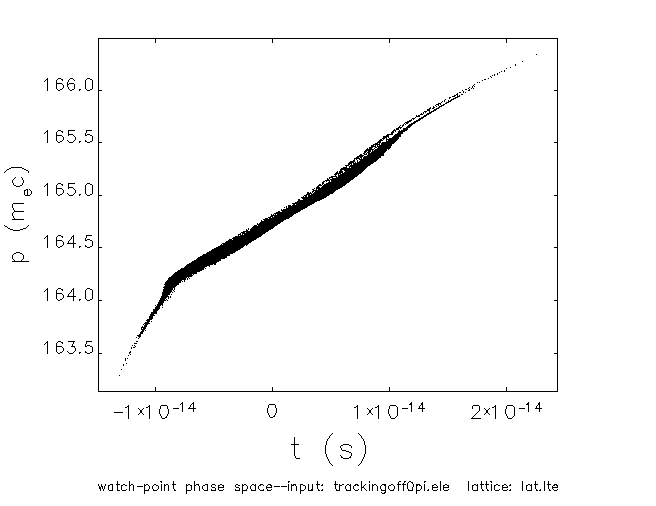 166.0
165.5
165.0
164.5
164.0
163.5
p (mₑc)
-1×10⁻¹⁴ 0 1×10⁻¹⁴ 2×10⁻¹⁴
t (s)
watch-point phase space--input: trackingoff0pi.ele lattice: lat.lte